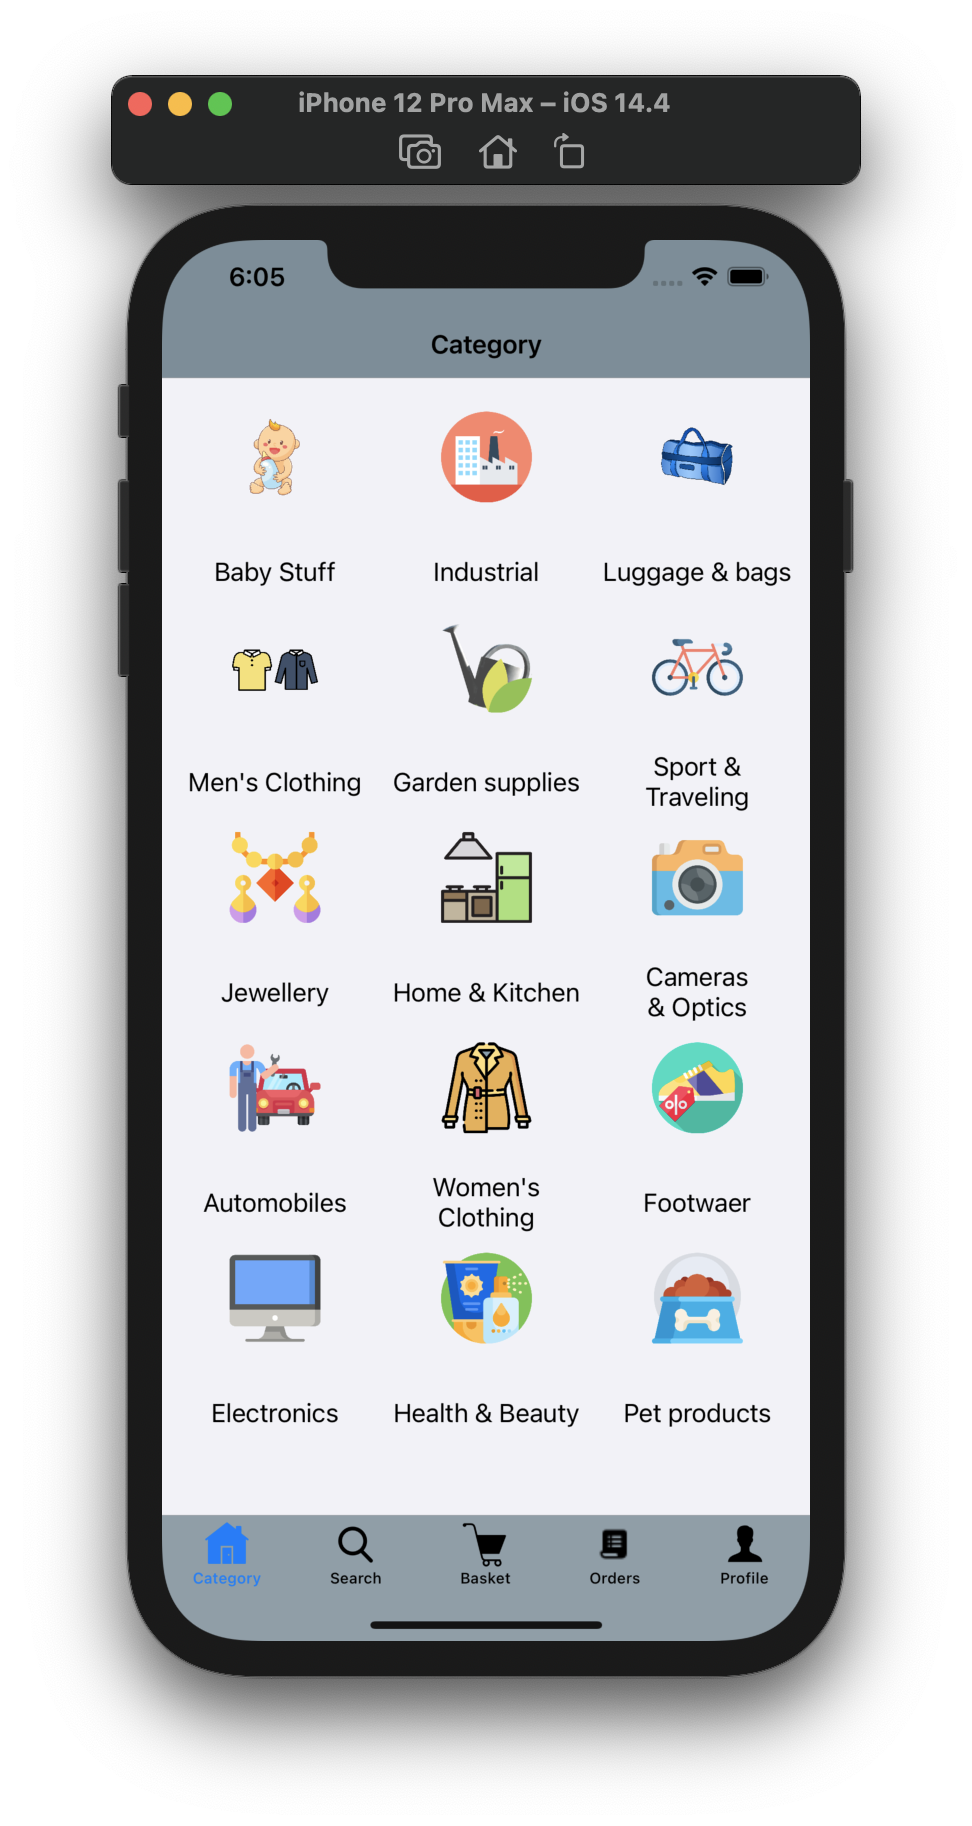 iPhone 12 Pro Max – iOS 14.4
6:05
Category
Baby Stuff
Industrial
Luggage & bags
Men's Clothing
Garden supplies
Sport &
Traveling
Jewellery
Home & Kitchen
Cameras
& Optics
Automobiles
Women's
Clothing
Footwaer
%
Electronics
Health & Beauty
Pet products
Category
Search
Basket
Orders
Profile